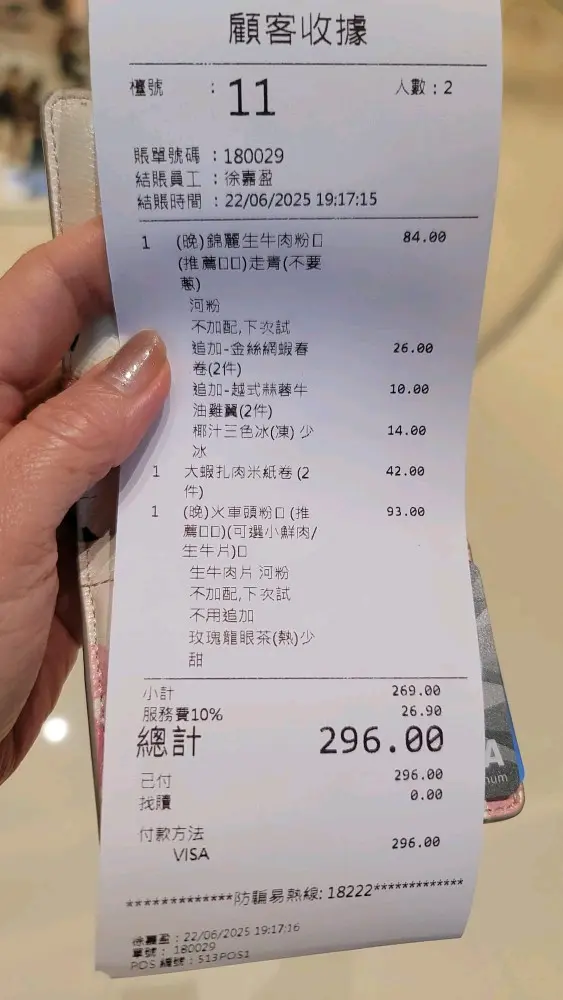 顧客收據
檯號 : 11 人數 : 2
賬單號碼 : 180029
結賬員工 : 徐嘉盈
結賬時間 : 22/06/2025 19:17:15
1 (晚)錦麗生牛肉粉□ 84.00
(推薦□□)走青(不要
蔥)
河粉
不加配,下次試
追加-金絲網蝦春 26.00
卷(2件)
追加-越式蒜蓉牛 10.00
油雞翼(2件)
椰汁三色冰(凍) 少 14.00
冰
1 大蝦扎肉米紙卷 (2 42.00
件)
1 (晚)火車頭粉□ (推 93.00
薦□□)(可選小鮮肉/
生牛片)□
生牛肉片 河粉
不加配,下次試
不用追加
玫瑰龍眼茶(熱)少
甜
小計 269.00
服務費10% 26.90
總計 296.00
已付 296.00
找贖 0.00
付款方法
VISA 296.00
*************防騙易熱線: 18222*************
徐嘉盈 : 22/06/2025 19:17:16
單號 : 180029
POS 編號 : 513POS1